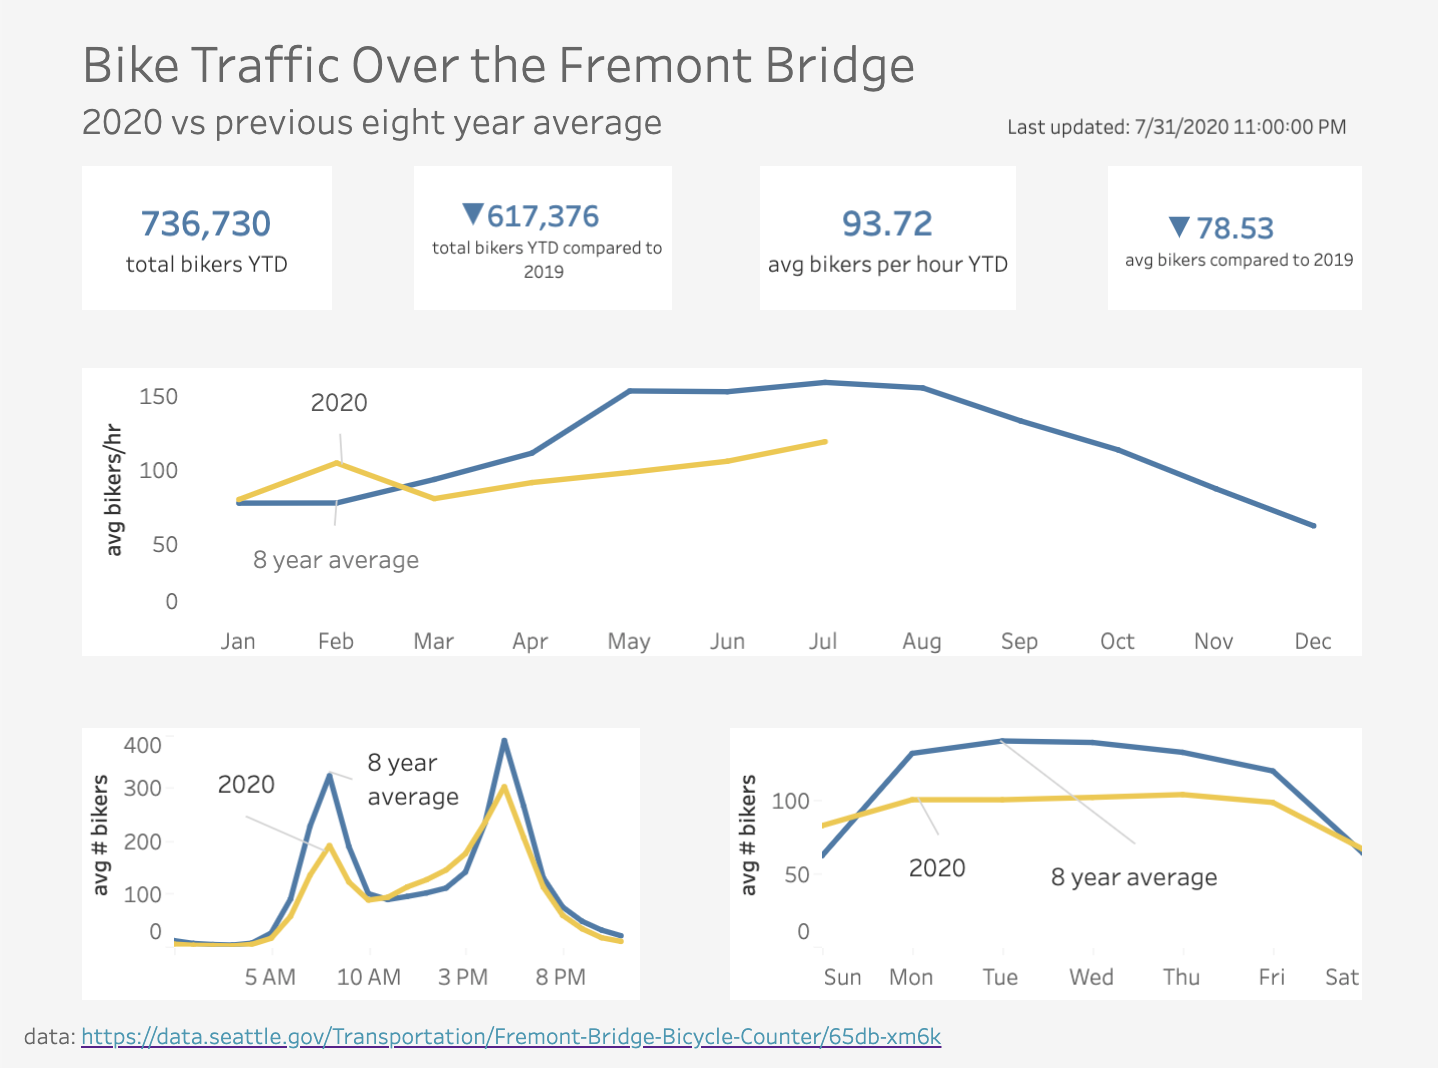 Bike Traffic Over the Fremont Bridge
2020 vs previous eight year average
Last updated: 7/31/2020 11:00:00 PM
736,730
total bikers YTD
▼617,376
total bikers YTD compared to
2019
93.72
avg bikers per hour YTD
▼78.53
avg bikers compared to 2019
avg bikers/hr
150
100
50
0
2020
8 year average
Jan Feb Mar Apr May Jun Jul Aug Sep Oct Nov Dec
avg # bikers
400
300
200
100
0
2020
8 year
average
5 AM 10 AM 3 PM 8 PM
avg # bikers
100
50
0
2020
8 year average
Sun Mon Tue Wed Thu Fri Sat
data: https://data.seattle.gov/Transportation/Fremont-Bridge-Bicycle-Counter/65db-xm6k